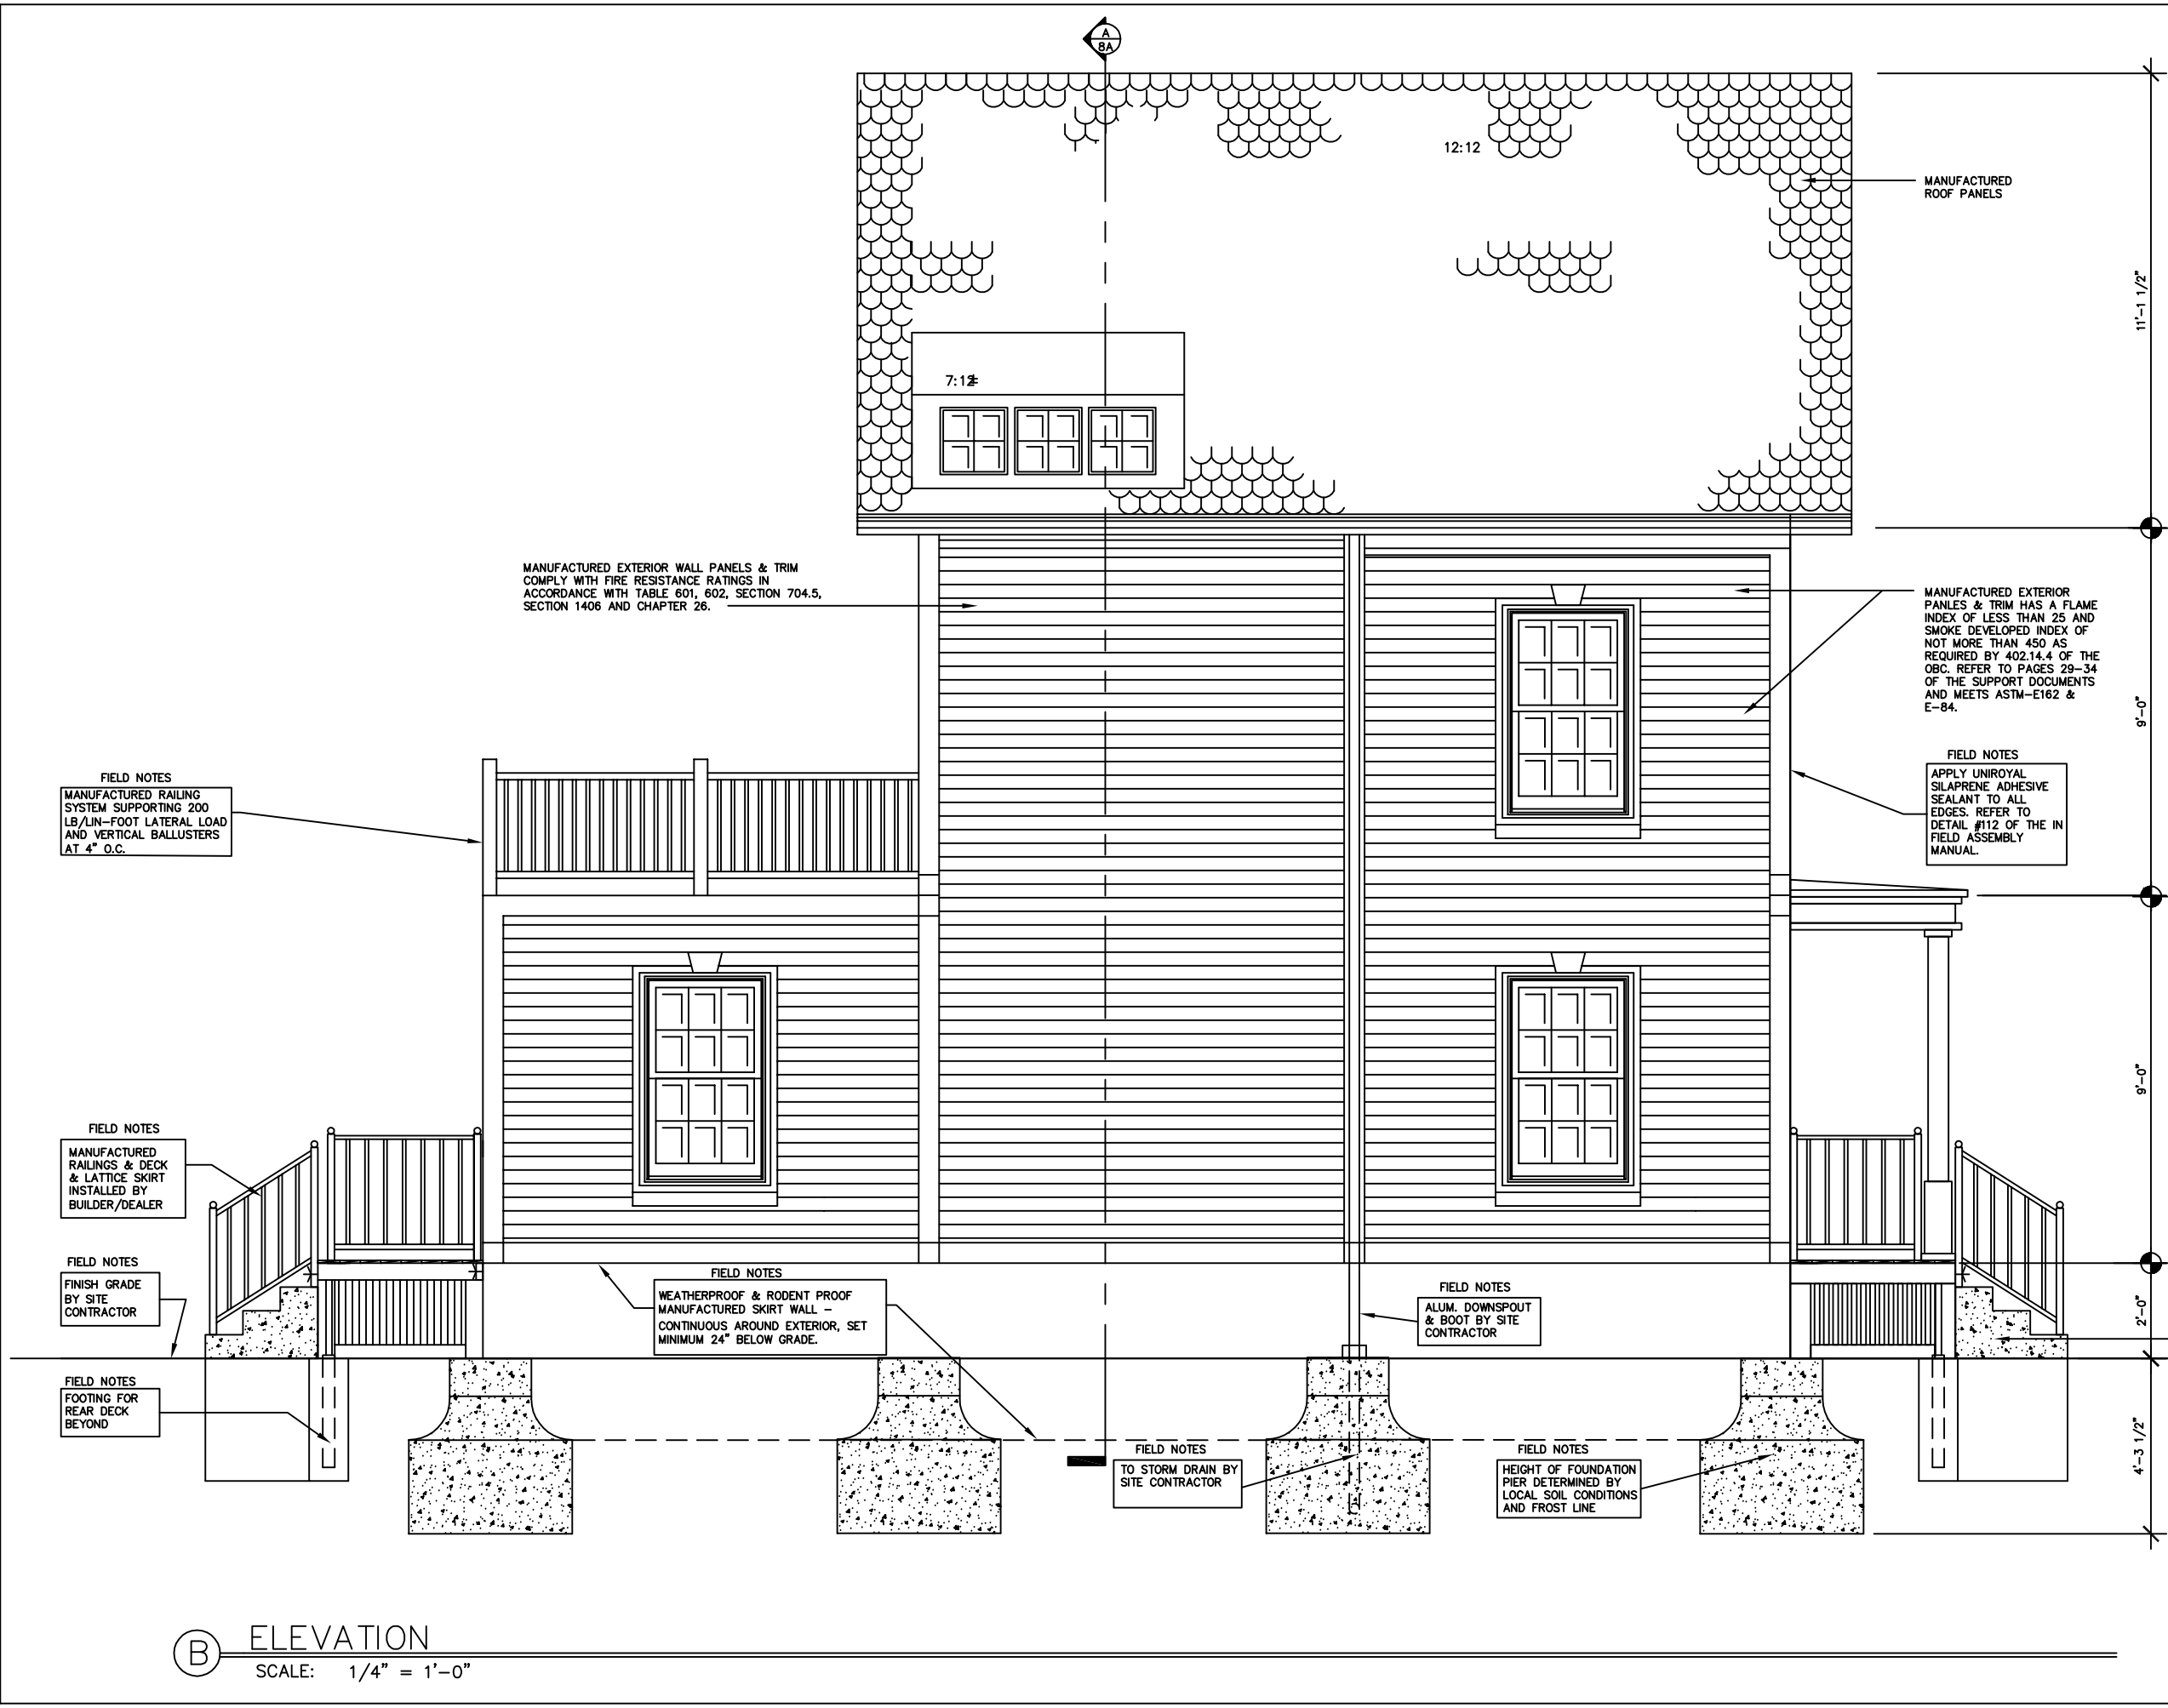 A
8A
12:12
MANUFACTURED
ROOF PANELS
11'-1 1/2"
7:12±
MANUFACTURED EXTERIOR WALL PANELS & TRIM
COMPLY WITH FIRE RESISTANCE RATINGS IN
ACCORDANCE WITH TABLE 601, 602, SECTION 704.5,
SECTION 1406 AND CHAPTER 26.
MANUFACTURED EXTERIOR
PANLES & TRIM HAS A FLAME
INDEX OF LESS THAN 25 AND
SMOKE DEVELOPED INDEX OF
NOT MORE THAN 450 AS
REQUIRED BY 402.14.4 OF THE
OBC. REFER TO PAGES 29-34
OF THE SUPPORT DOCUMENTS
AND MEETS ASTM-E162 &
E-84.
9'-0"
FIELD NOTES
APPLY UNIROYAL
SILAPRENE ADHESIVE
SEALANT TO ALL
EDGES. REFER TO
DETAIL #112 OF THE IN
FIELD ASSEMBLY
MANUAL.
FIELD NOTES
MANUFACTURED RAILING
SYSTEM SUPPORTING 200
LB/LIN-FOOT LATERAL LOAD
AND VERTICAL BALLUSTERS
AT 4" O.C.
9'-0"
FIELD NOTES
MANUFACTURED
RAILINGS & DECK
& LATTICE SKIRT
INSTALLED BY
BUILDER/DEALER
FIELD NOTES
FINISH GRADE
BY SITE
CONTRACTOR
FIELD NOTES
WEATHERPROOF & RODENT PROOF
MANUFACTURED SKIRT WALL -
CONTINUOUS AROUND EXTERIOR, SET
MINIMUM 24" BELOW GRADE.
FIELD NOTES
ALUM. DOWNSPOUT
& BOOT BY SITE
CONTRACTOR
2'-0"
FIELD NOTES
FOOTING FOR
REAR DECK
BEYOND
FIELD NOTES
TO STORM DRAIN BY
SITE CONTRACTOR
FIELD NOTES
HEIGHT OF FOUNDATION
PIER DETERMINED BY
LOCAL SOIL CONDITIONS
AND FROST LINE
4'-3 1/2"
B
ELEVATION
SCALE: 1/4" = 1'-0"